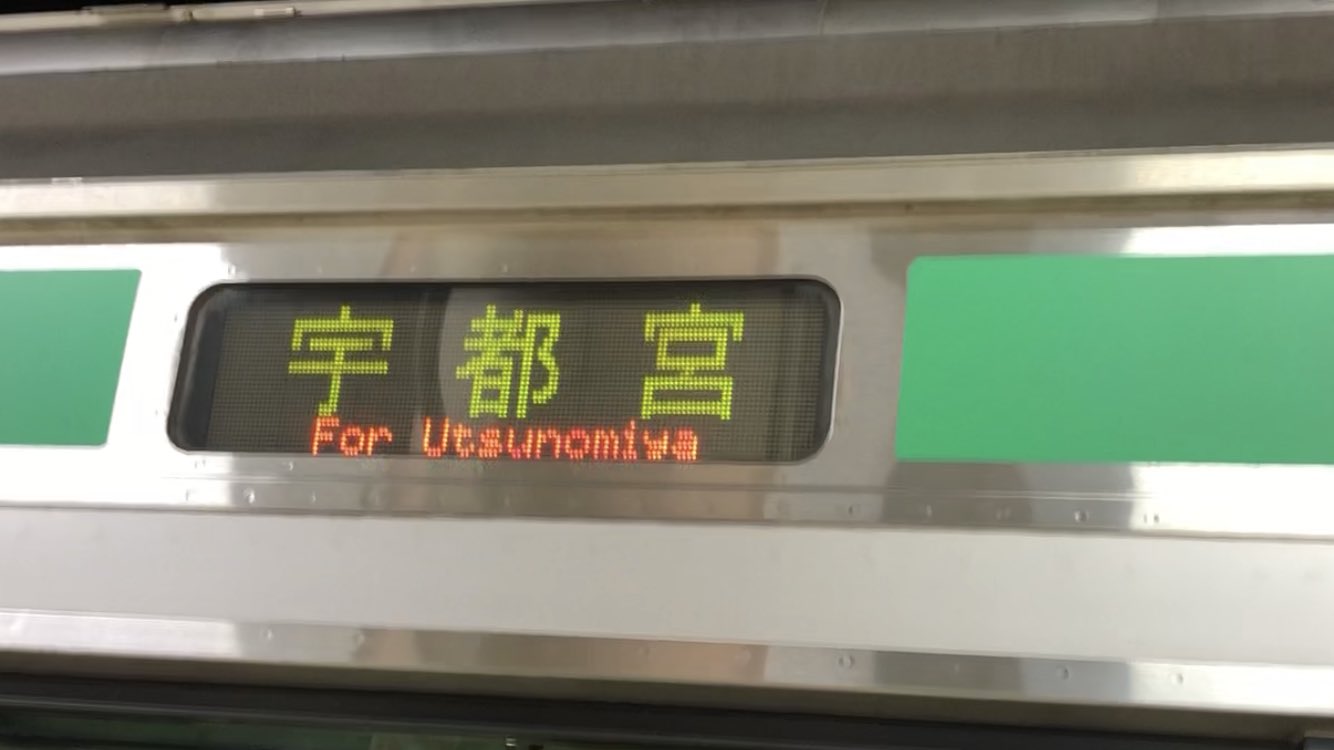 宇都宮
For Utsunomiya